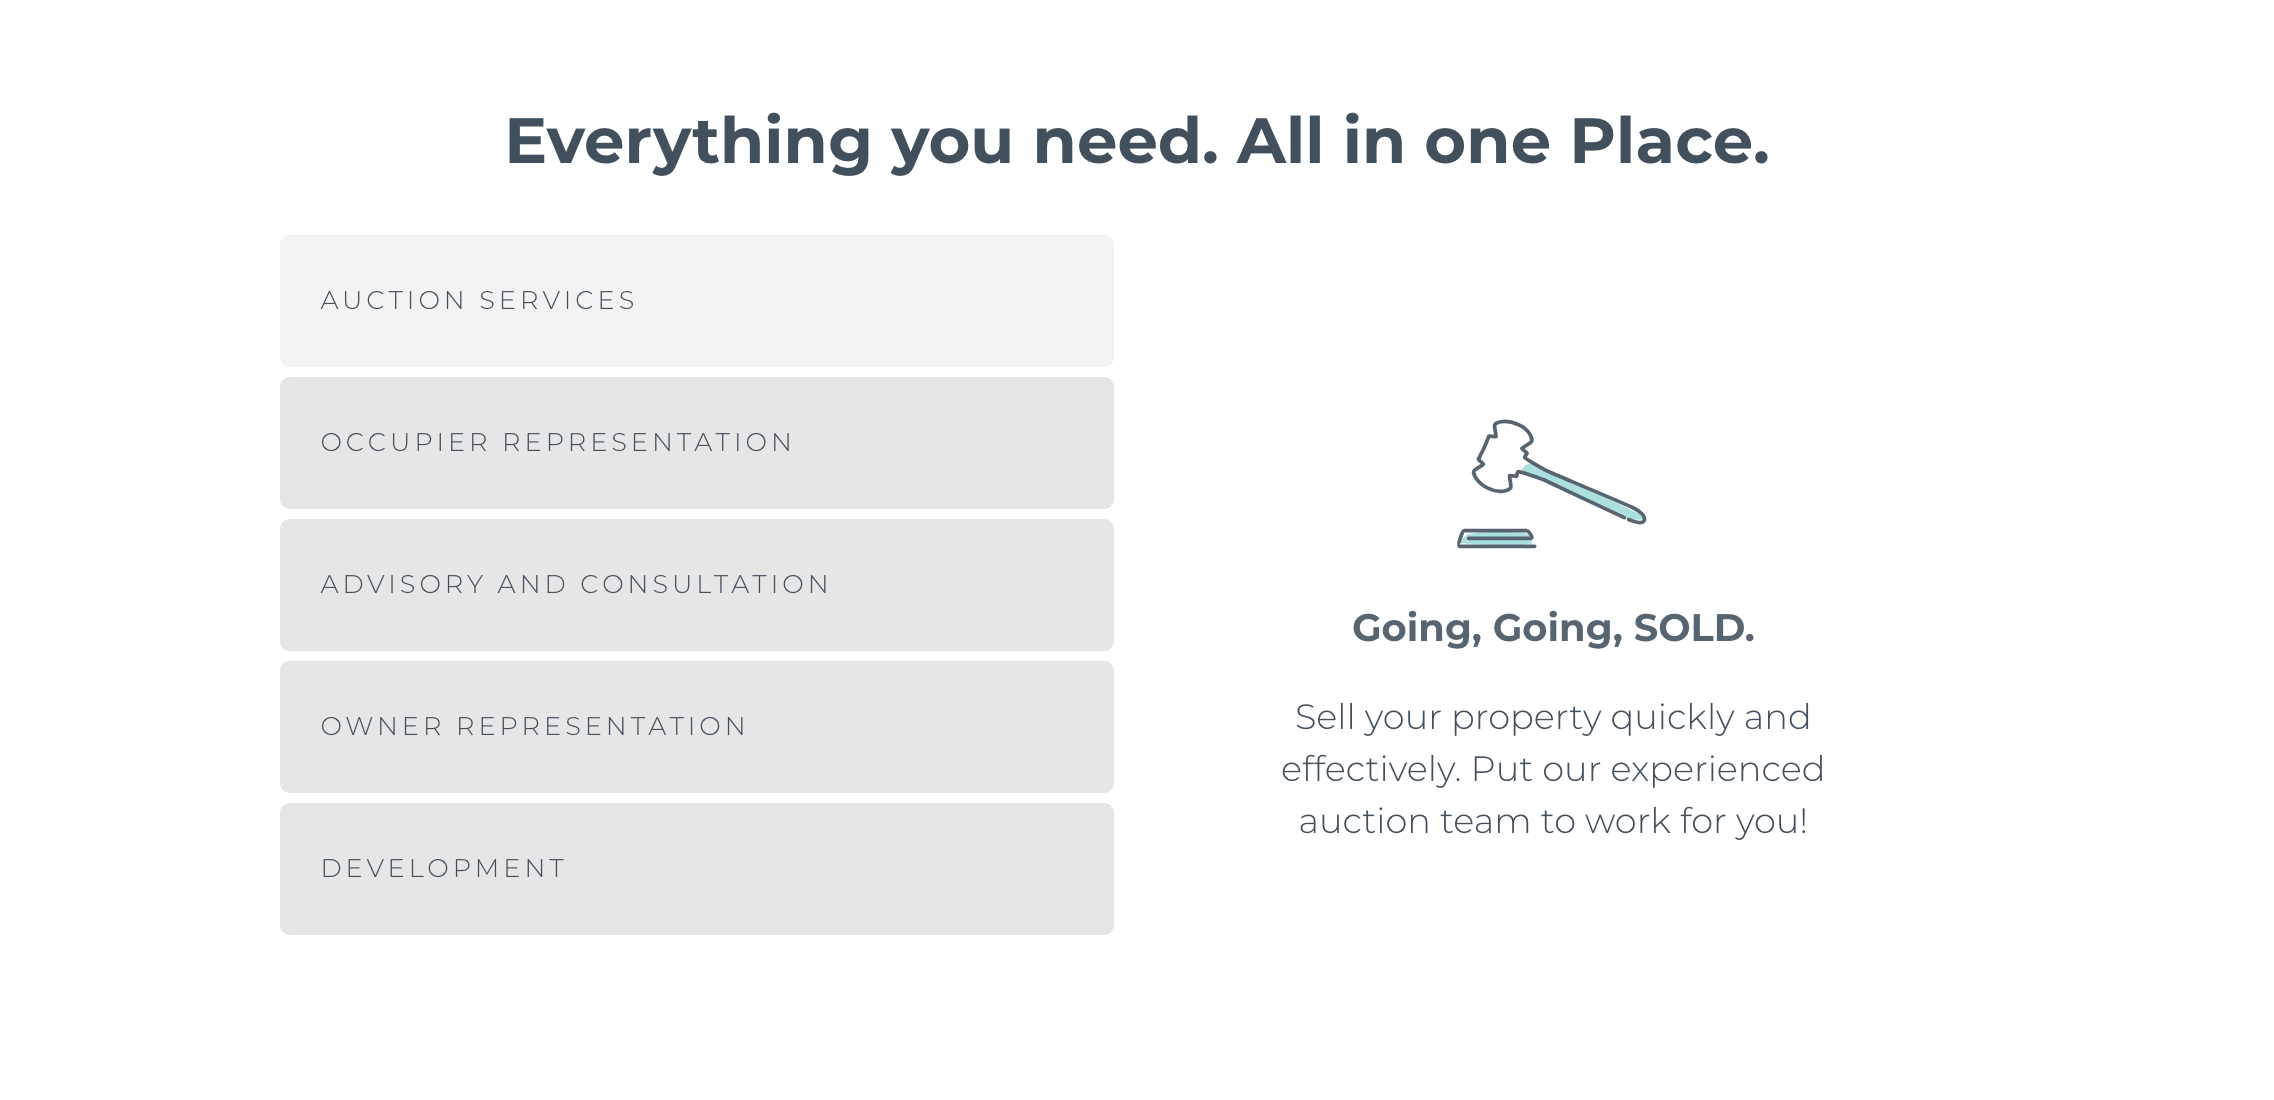 Everything you need. All in one Place.
AUCTION SERVICES
OCCUPIER REPRESENTATION
ADVISORY AND CONSULTATION
OWNER REPRESENTATION
DEVELOPMENT
Going, Going, SOLD.
Sell your property quickly and
effectively. Put our experienced
auction team to work for you!